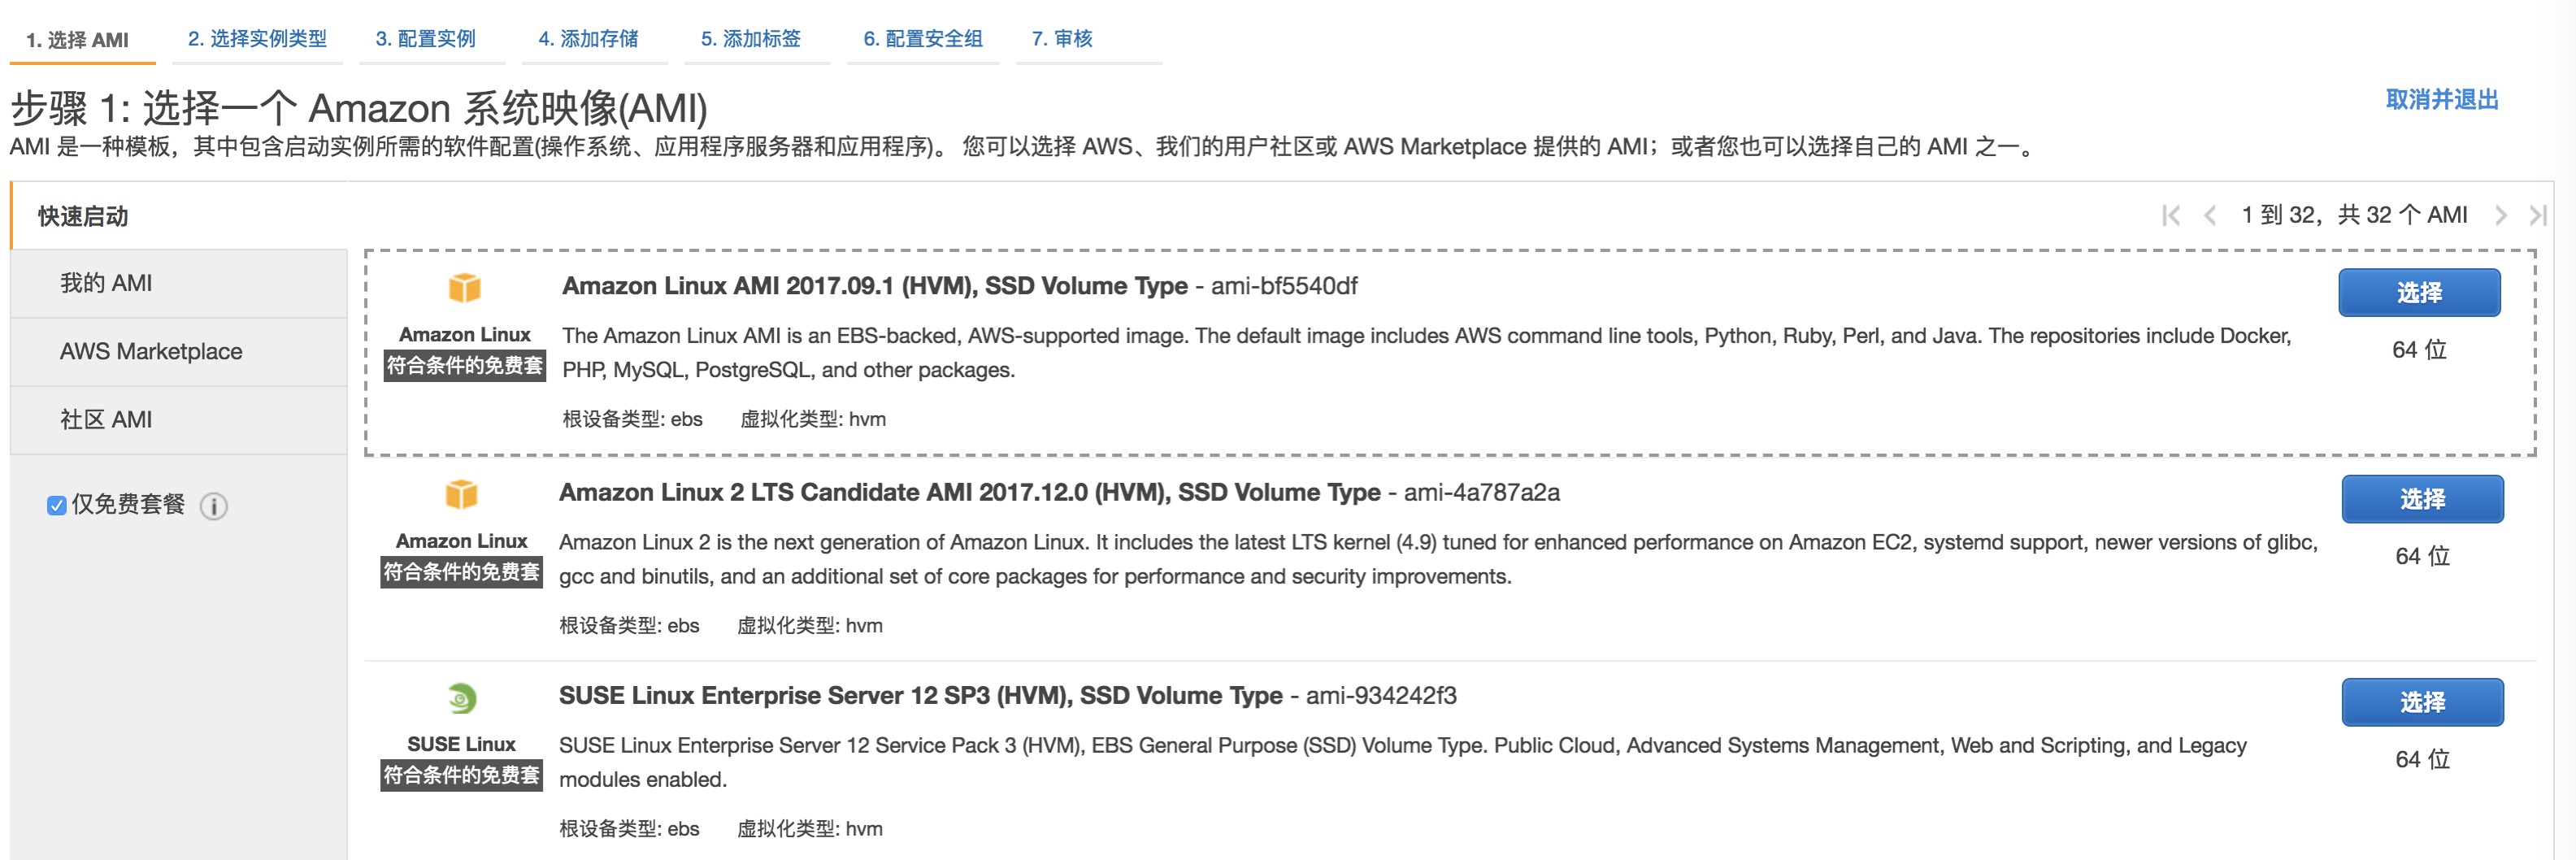 1. 选择 AMI
2. 选择实例类型
3. 配置实例
4. 添加存储
5. 添加标签
6. 配置安全组
7. 审核
步骤 1: 选择一个 Amazon 系统映像(AMI)
取消并退出
AMI 是一种模板，其中包含启动实例所需的软件配置(操作系统、应用程序服务器和应用程序)。 您可以选择 AWS、我们的用户社区或 AWS Marketplace 提供的 AMI；或者您也可以选择自己的 AMI 之一。
快速启动
1 到 32，共 32 个 AMI
我的 AMI
AWS Marketplace
社区 AMI
仅免费套餐
Amazon Linux
符合条件的免费套
Amazon Linux AMI 2017.09.1 (HVM), SSD Volume Type - ami-bf5540df
The Amazon Linux AMI is an EBS-backed, AWS-supported image. The default image includes AWS command line tools, Python, Ruby, Perl, and Java. The repositories include Docker,
PHP, MySQL, PostgreSQL, and other packages.
根设备类型: ebs 虚拟化类型: hvm
选择
64 位
Amazon Linux
符合条件的免费套
Amazon Linux 2 LTS Candidate AMI 2017.12.0 (HVM), SSD Volume Type - ami-4a787a2a
Amazon Linux 2 is the next generation of Amazon Linux. It includes the latest LTS kernel (4.9) tuned for enhanced performance on Amazon EC2, systemd support, newer versions of glibc,
gcc and binutils, and an additional set of core packages for performance and security improvements.
根设备类型: ebs 虚拟化类型: hvm
选择
64 位
SUSE Linux
符合条件的免费套
SUSE Linux Enterprise Server 12 SP3 (HVM), SSD Volume Type - ami-934242f3
SUSE Linux Enterprise Server 12 Service Pack 3 (HVM), EBS General Purpose (SSD) Volume Type. Public Cloud, Advanced Systems Management, Web and Scripting, and Legacy
modules enabled.
根设备类型: ebs 虚拟化类型: hvm
选择
64 位